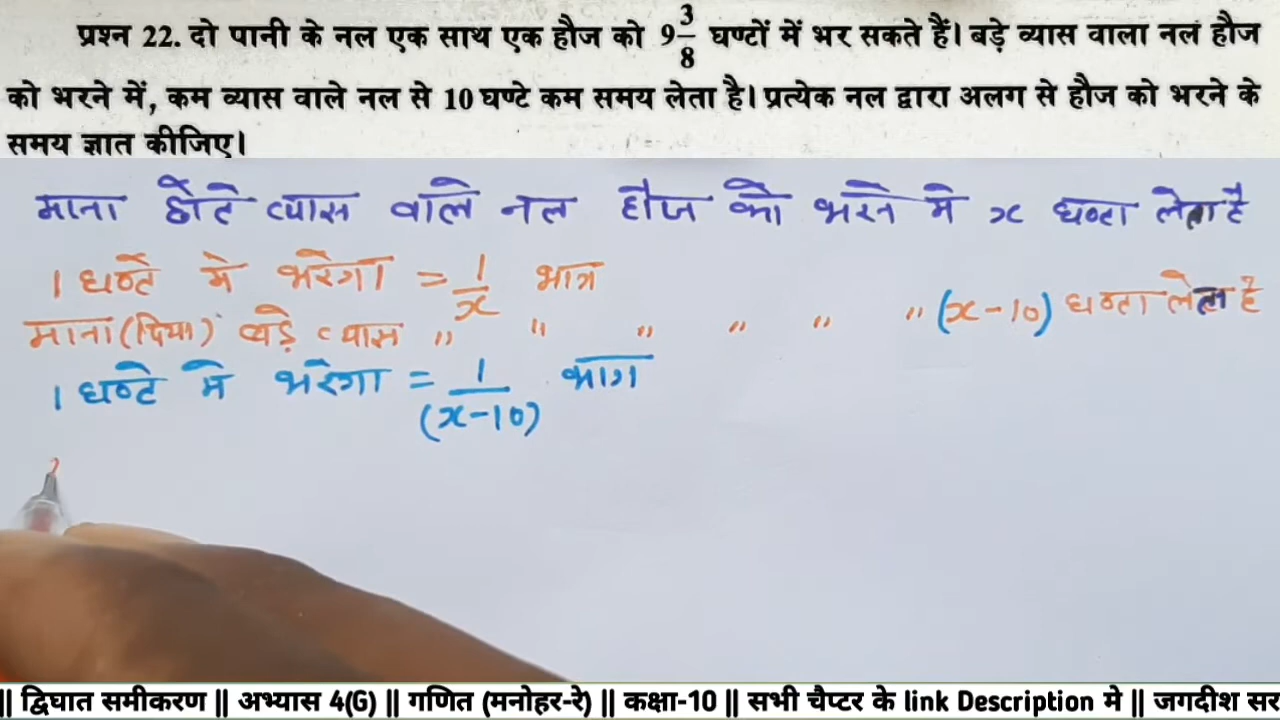 प्रश्न 22. दो पानी के नल एक साथ एक हौज को 9 3/8 घण्टों में भर सकते हैं। बड़े व्यास वाला नल हौज
को भरने में, कम व्यास वाले नल से 10 घण्टे कम समय लेता है। प्रत्येक नल द्वारा अलग से हौज को भरने के
समय ज्ञात कीजिए।
माना छोटे व्यास वाले नल हौज को भरने मे x घण्टा लेता है
1 घण्टे मे भरेगा = 1/x भाग
माना (दिया) बड़े व्यास " " " " " " (x-10) घण्टा लेता है
1 घण्टे मे भरेगा = 1/(x-10) भाग
|| द्विघात समीकरण || अभ्यास 4(G) || गणित (मनोहर-रे) || कक्षा-10 || सभी चैप्टर के link Description मे || जगदीश सर